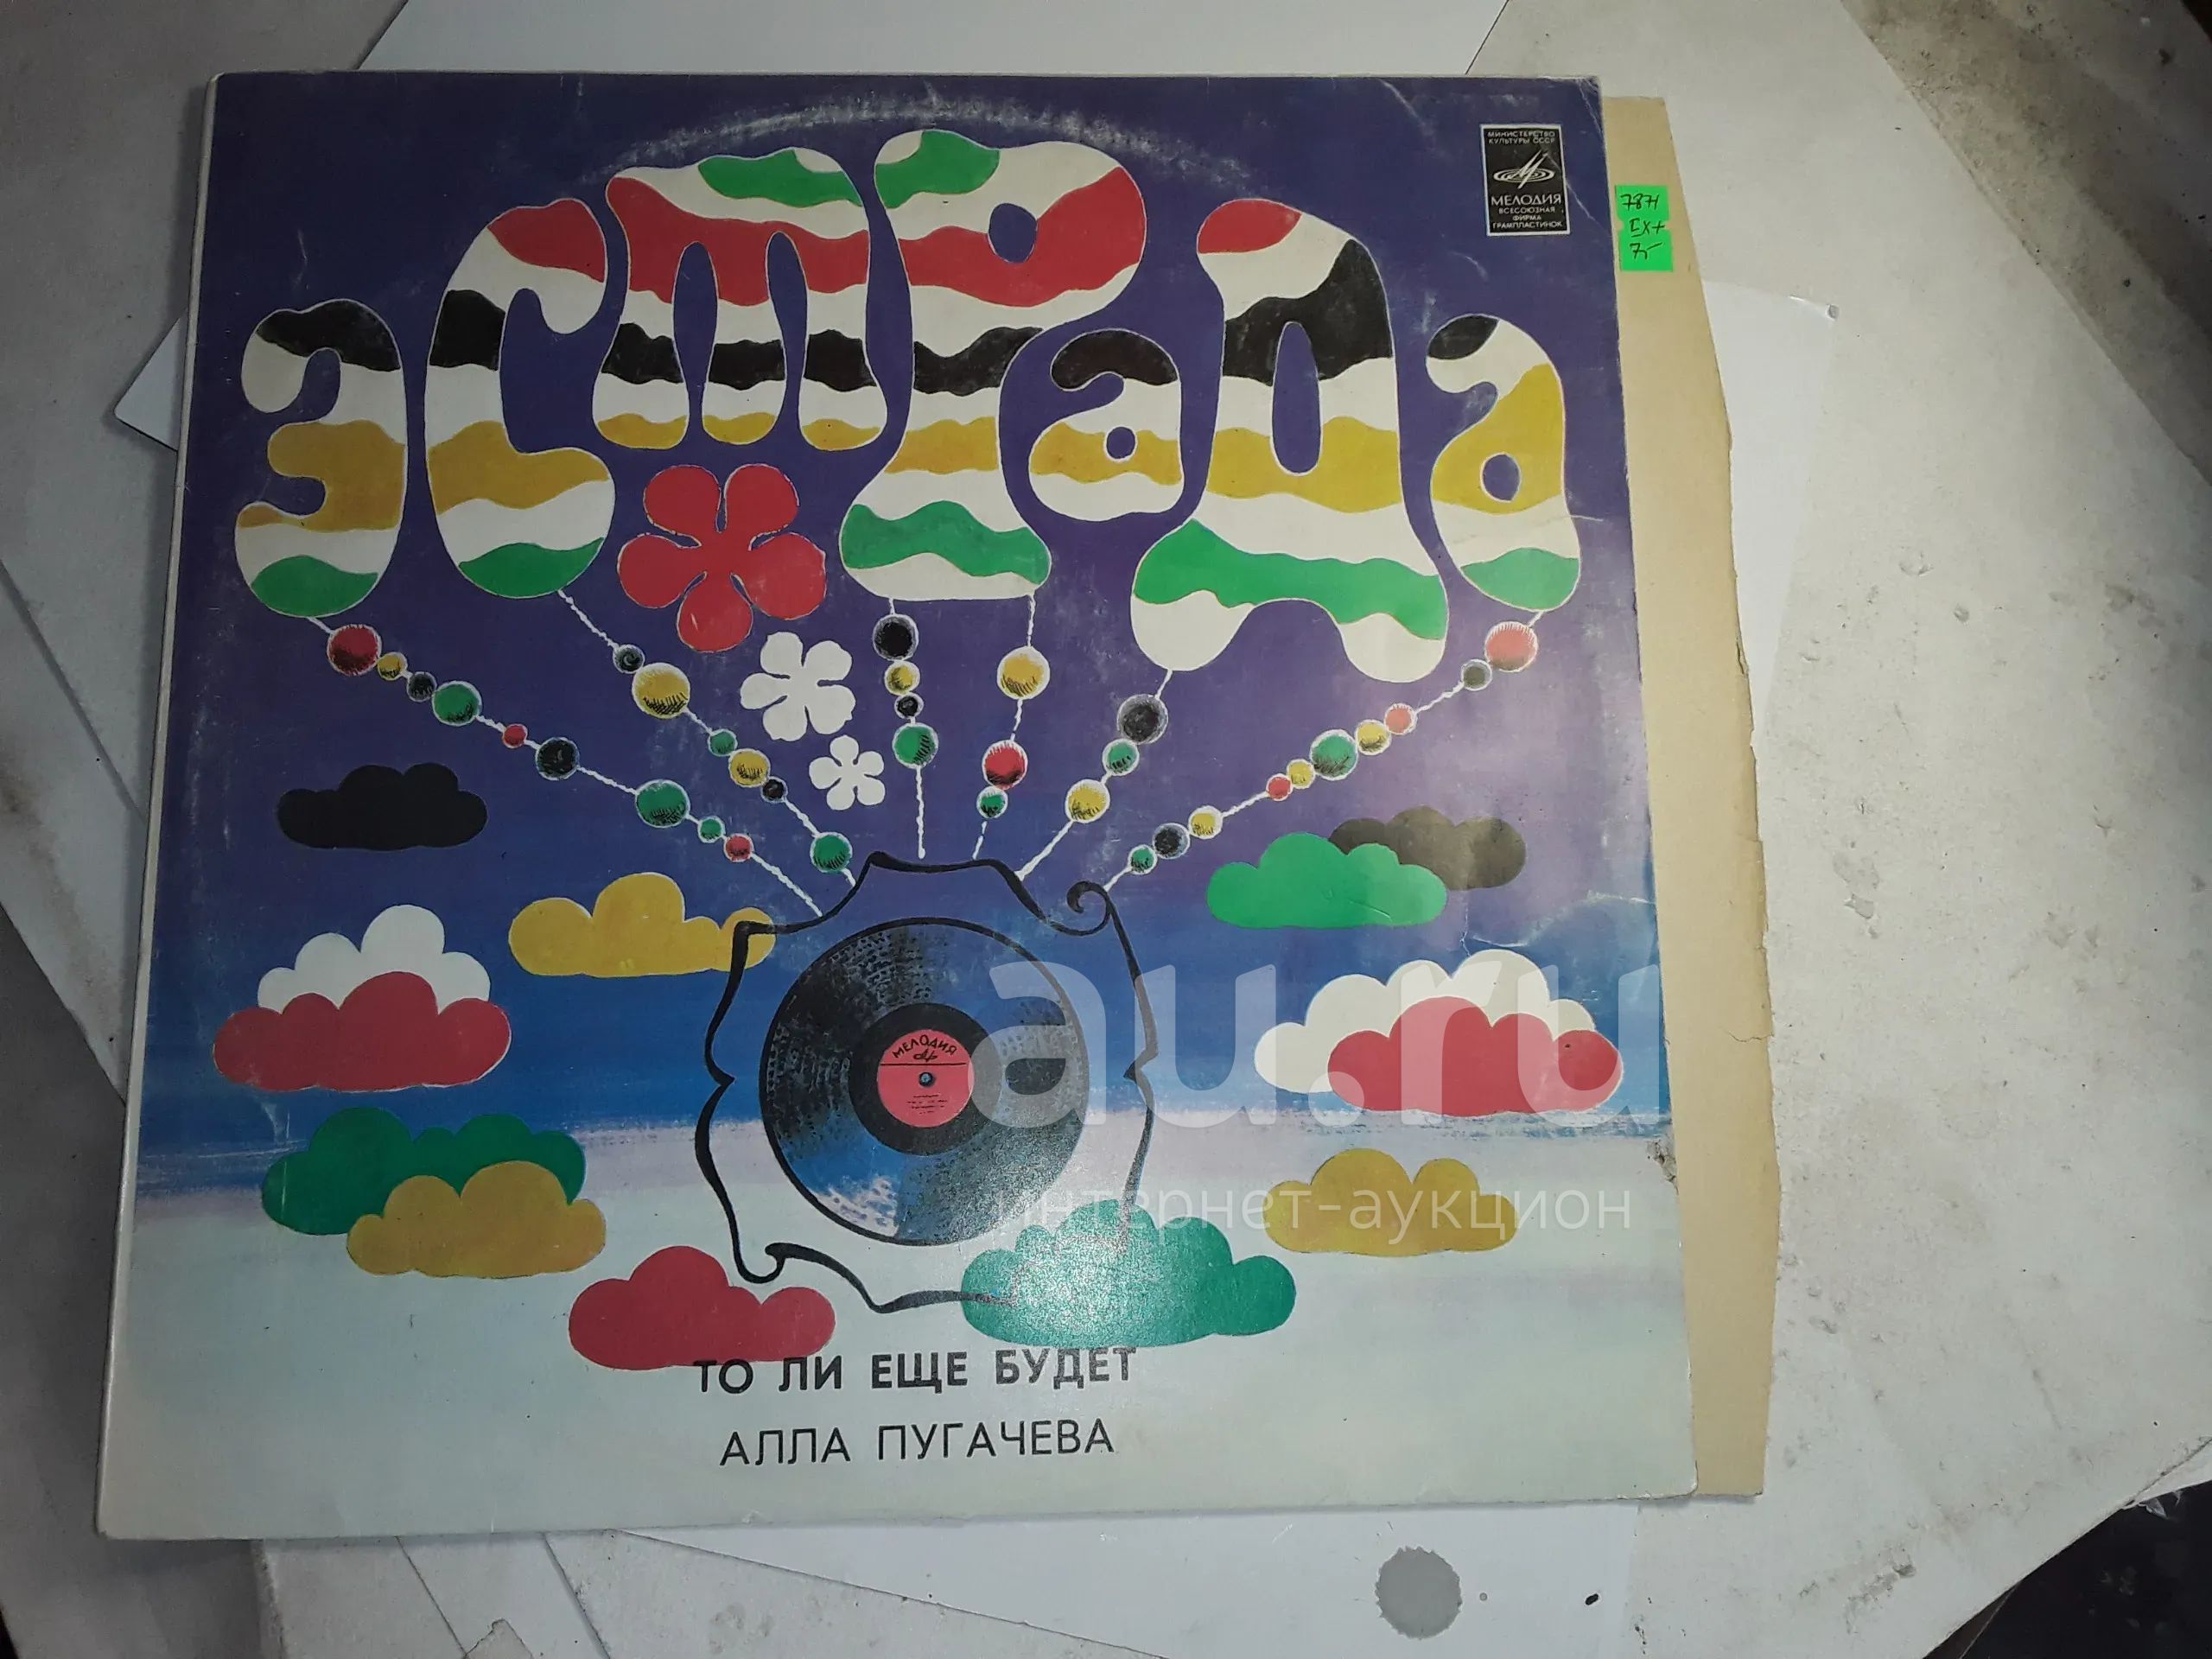 эстрада
МИНИСТЕРСТВО
КУЛЬТУРЫ СССР
МЕЛОДИЯ
ВСЕСОЮЗНАЯ
ФИРМА
ГРАМПЛАСТИНОК
7871
EX+
7-
МЕЛОДИЯ
au.ru
интернет-аукцион
ТО ЛИ ЕЩЕ БУДЕТ
АЛЛА ПУГАЧЕВА